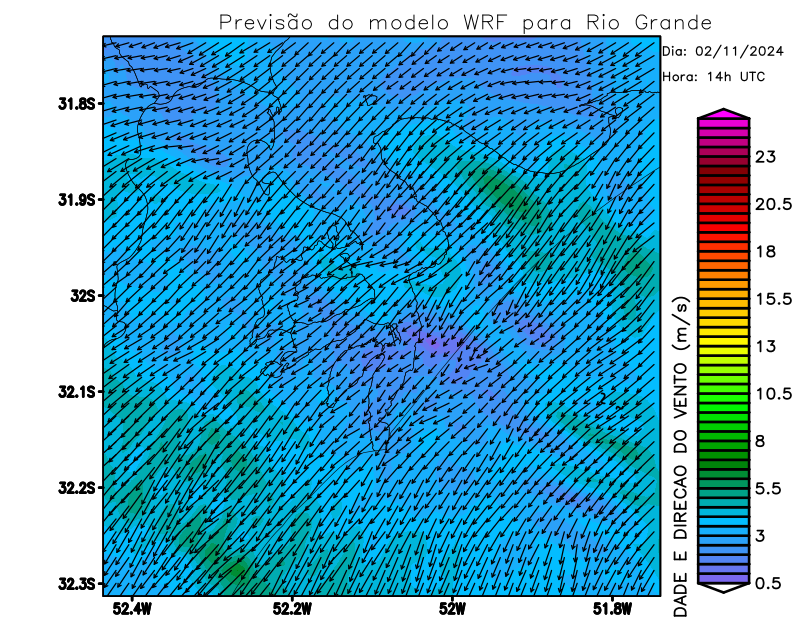 Previsão do modelo WRF para Rio Grande
Dia: 02/11/2024
Hora: 14h UTC
31.8S
31.9S
32S
32.1S
32.2S
32.3S
52.4W
52.2W
52W
51.8W
23
20.5
18
15.5
13
10.5
8
5.5
3
0.5
DADE E DIRECAO DO VENTO (m/s)